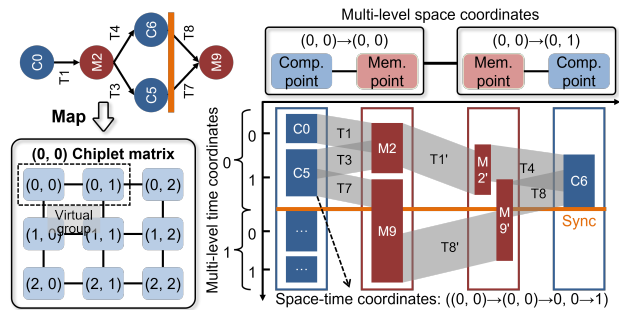 C0
T1
M2
T4
T3
C6
C5
T8
T7
M9
Map
(0, 0) Chiplet matrix
(0, 0)
(0, 1)
(0, 2)
Virtual
group
(1, 0)
(1, 1)
(1, 2)
(2, 0)
(2, 1)
(2, 2)
Multi-level space coordinates
(0, 0)→(0, 0)
Comp.
point
Mem.
point
(0, 0)→(0, 1)
Mem.
point
Comp.
point
Multi-level time coordinates
0
0
1
1
0
1
C0
C5
...
...
T1
T3
T7
M2
M9
T1'
T8'
M
2'
M
9'
T4
T8
C6
Sync
Space-time coordinates: ((0, 0)→(0, 0)→0, 0→1)